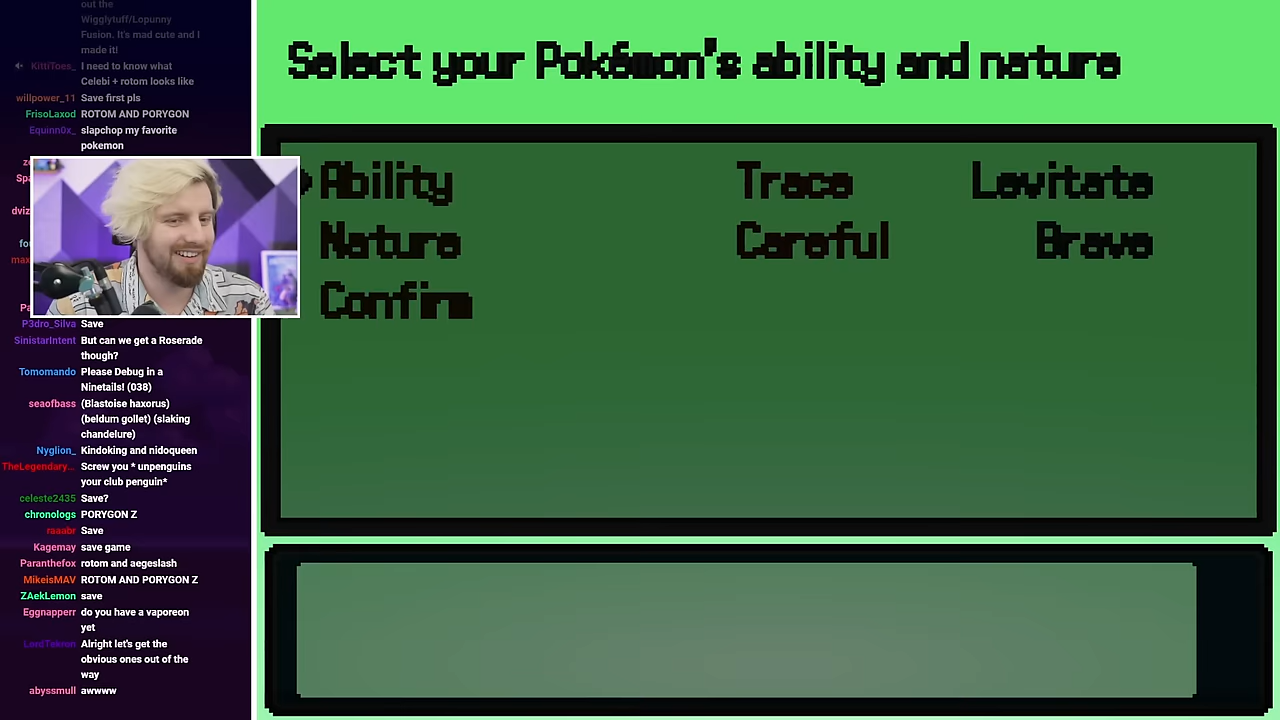 out the
Wigglytuff/Lopunny
Fusion. It's mad cute and I
made it!
KittiToes_ I need to know what
Celebi + rotom looks like
willpower_11 Save first pls
FrisoLaxod ROTOM AND PORYGON
Equinn0x_ slapchop my favorite
pokemon
P3dro_Silva Save
SinistarIntent But can we get a Roserade
though?
Tomomando Please Debug in a
Ninetails! (038)
seaofbass (Blastoise haxorus)
(beldum gollet) (slaking
chandelure)
Nyglion_ Kindoking and nidoqueen
TheLegendary... Screw you * unpenguins
your club penguin*
celeste2435 Save?
chronologs PORYGON Z
raaabr Save
Kagemay save game
Paranthefox rotom and aegeslash
MikeisMAV ROTOM AND PORYGON Z
ZAekLemon save
Eggnapperr do you have a vaporeon
yet
LordTekron Alright let's get the
obvious ones out of the
way
abyssmull awwww
Select your Pokémon's ability and nature
Ability Trace Levitate
Nature Careful Brave
Confirm